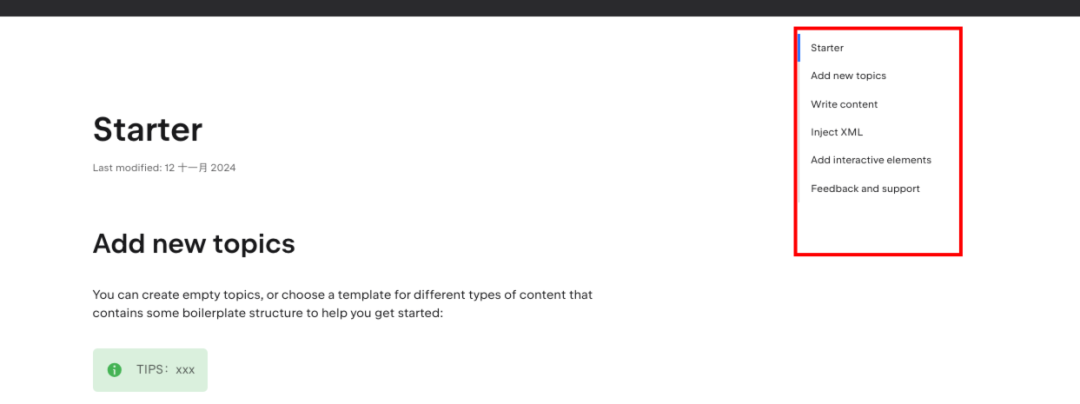 Starter
Add new topics
Write content
Inject XML
Add interactive elements
Feedback and support
Starter
Last modified: 12 十一月 2024
Add new topics
You can create empty topics, or choose a template for different types of content that
contains some boilerplate structure to help you get started:
TIPS：xxx